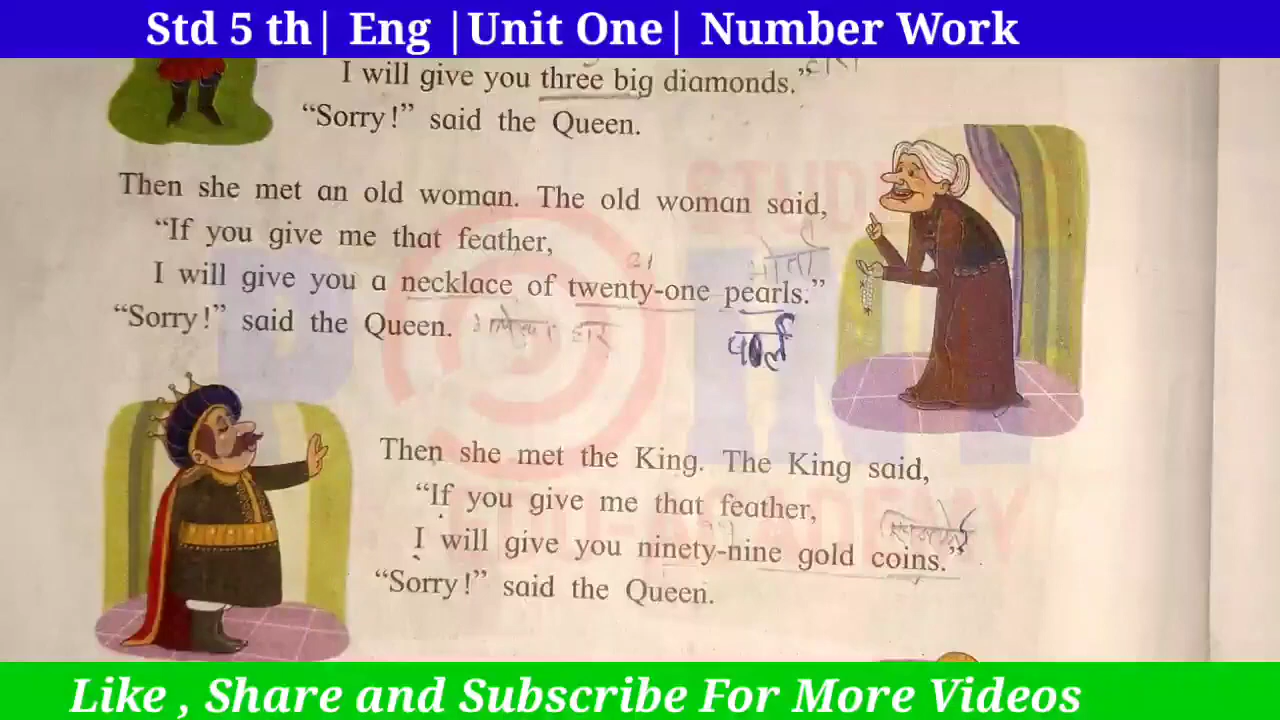 Std 5 th| Eng |Unit One| Number Work
I will give you three big diamonds."
"Sorry!" said the Queen.
Then she met an old woman. The old woman said,
"If you give me that feather,
21
मोती
I will give you a necklace of twenty-one pearls."
"Sorry!" said the Queen.
पर्ल
Then she met the King. The King said,
"If you give me that feather,
99
I will give you ninety-nine gold coins."
"Sorry!" said the Queen.
Like , Share and Subscribe For More Videos